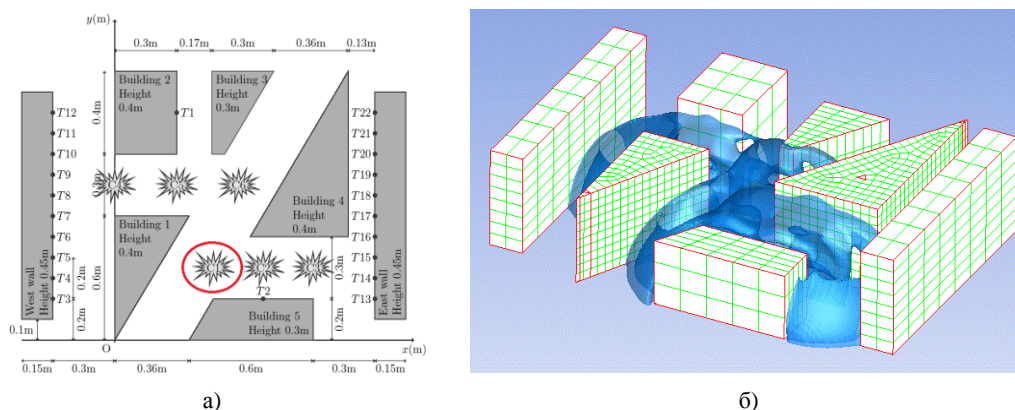 y(m)
0.3m
0.17m
0.3m
0.36m
0.13m
Building 2
Height
0.4m
T1
Building 3
Height
0.3m
0.4m
T12
T11
T10
T9
T8
T7
T6
T5
T4
T3
T22
T21
T20
T19
T18
T17
T16
T15
T14
T13
Building 1
Height
0.4m
Building 4
Height
0.4m
T2
Building 5
Height 0.3m
West wall
Height 0.45m
East wall
Height 0.45m
0.2m
0.6m
0.2m
0.1m
0.3m
0.2m
O
x(m)
0.15m
0.3m
0.36m
0.6m
0.3m
0.15m
а)
б)